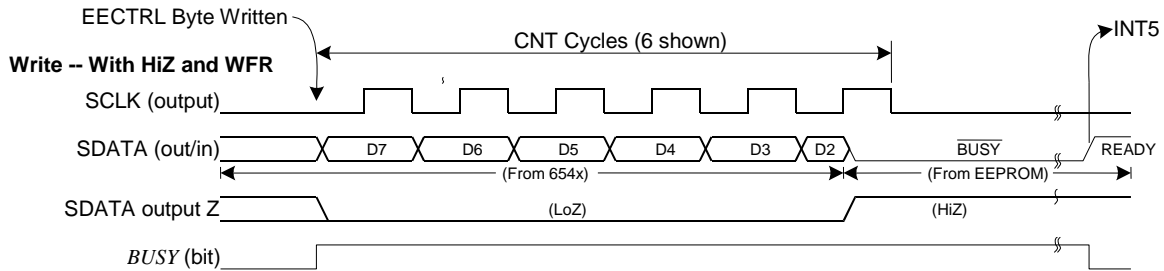 EECTRL Byte Written
INT5
CNT Cycles (6 shown)
Write -- With HiZ and WFR
SCLK (output)
SDATA (out/in)
D7
D6
D5
D4
D3
D2
BUSY
READY
(From 654x)
(From EEPROM)
SDATA output Z
(LoZ)
(HiZ)
BUSY (bit)